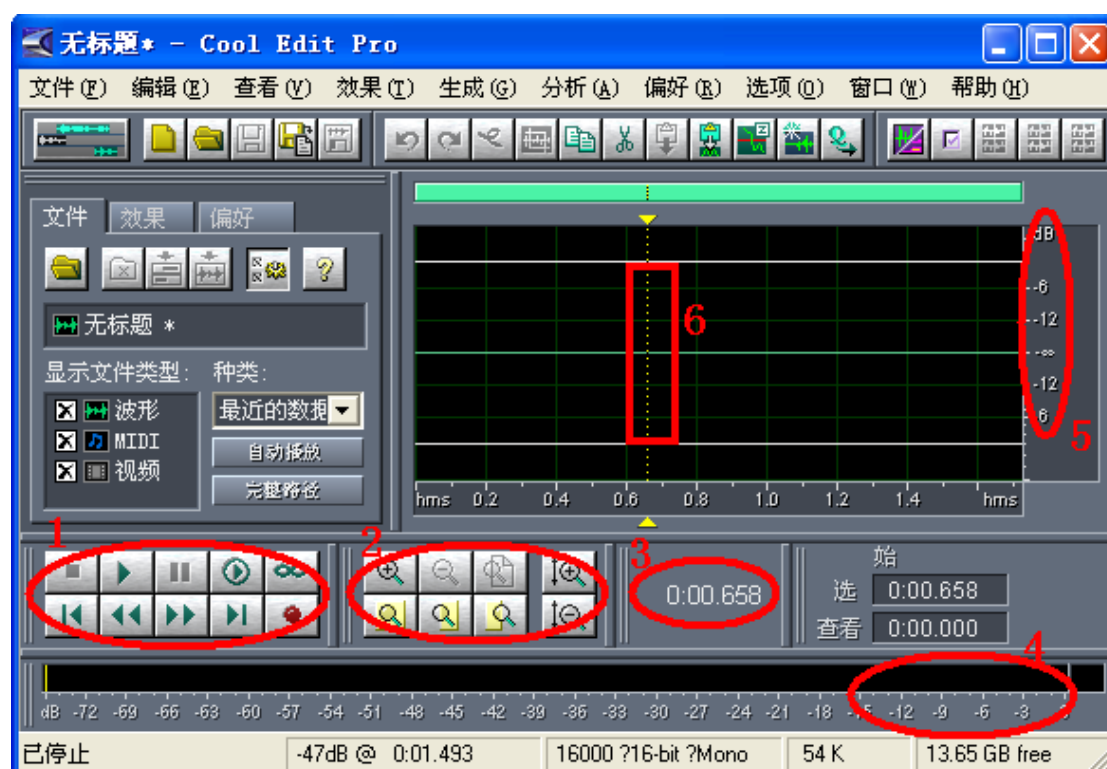 无标题* - Cool Edit Pro
文件(F) 编辑(E) 查看(V) 效果(T) 生成(G) 分析(A) 偏好(R) 选项(O) 窗口(W) 帮助(H)
文件 效果 偏好
无标题 *
显示文件类型: 种类:
波形 最近的数据
MIDI 自动播放
视频 完整路径
dB
-6
-12
-∞
-12
-6
6
5
hms 0.2 0.4 0.6 0.8 1.0 1.2 1.4 hms
1
2
3
0:00.658
始
选 0:00.658
查看 0:00.000
4
dB -72 -69 -66 -63 -60 -57 -54 -51 -48 -45 -42 -39 -36 -33 -30 -27 -24 -21 -18 -15 -12 -9 -6 -3 0
已停止 -47dB @ 0:01.493 16000 ?16-bit ?Mono 54 K 13.65 GB free